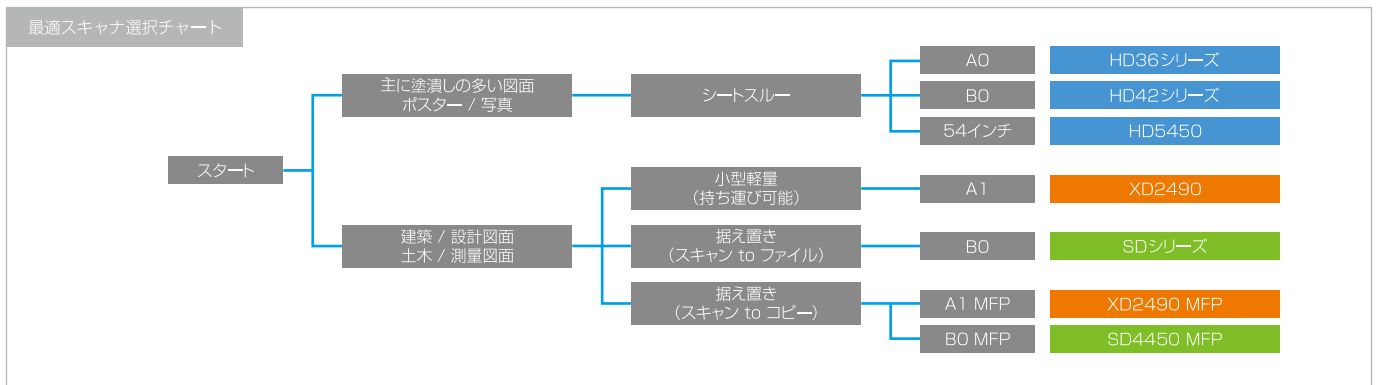 最適スキャナ選択チャート
スタート
主に塗潰しの多い図面
ポスター / 写真
シートスルー
A0
HD36シリーズ
B0
HD42シリーズ
54インチ
HD5450
建築 / 設計図面
土木 / 測量図面
小型軽量
(持ち運び可能)
A1
XD2490
据え置き
(スキャン to ファイル)
B0
SDシリーズ
据え置き
(スキャン to コピー)
A1 MFP
XD2490 MFP
B0 MFP
SD4450 MFP